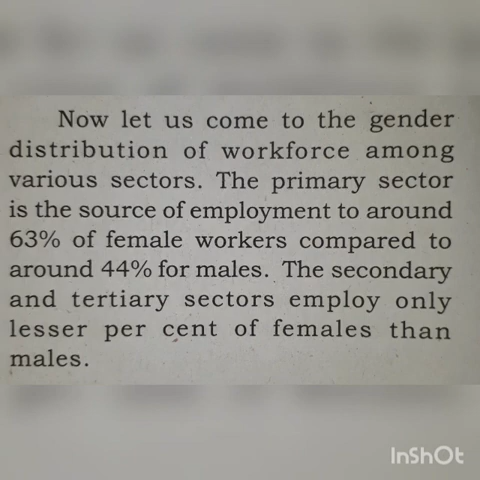 Now let us come to the gender
distribution of workforce among
various sectors. The primary sector
is the source of employment to around
63% of female workers compared to
around 44% for males. The secondary
and tertiary sectors employ only
lesser per cent of females than
males.
InShOt